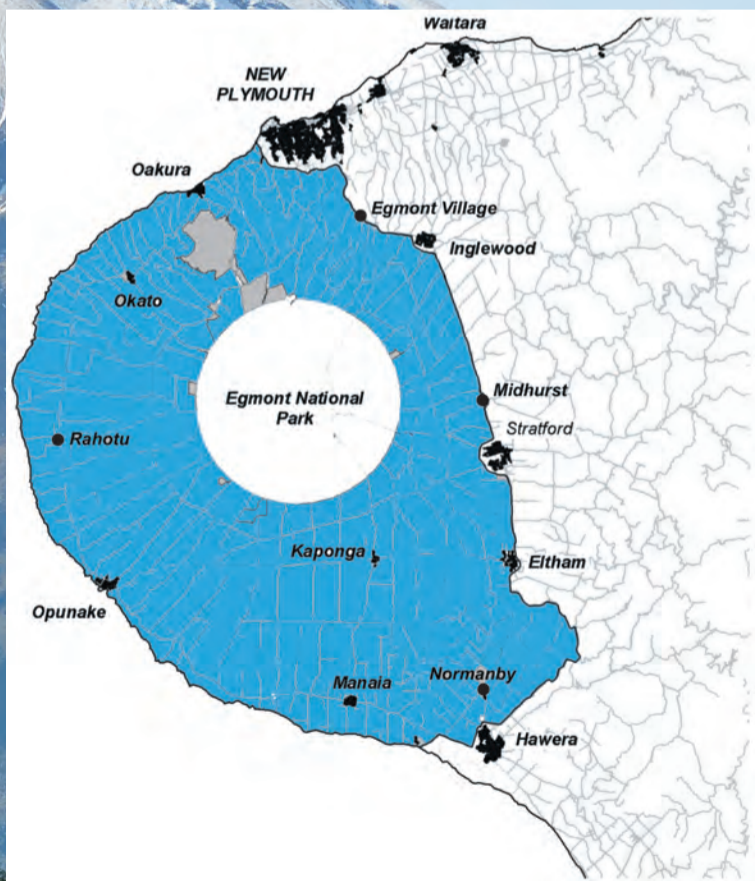 Waitara
NEW
PLYMOUTH
Oakura
Egmont Village
Inglewood
Okato
Egmont National
Park
Midhurst
Stratford
Rahotu
Kaponga
Eltham
Opunake
Manaia
Normanby
Hawera